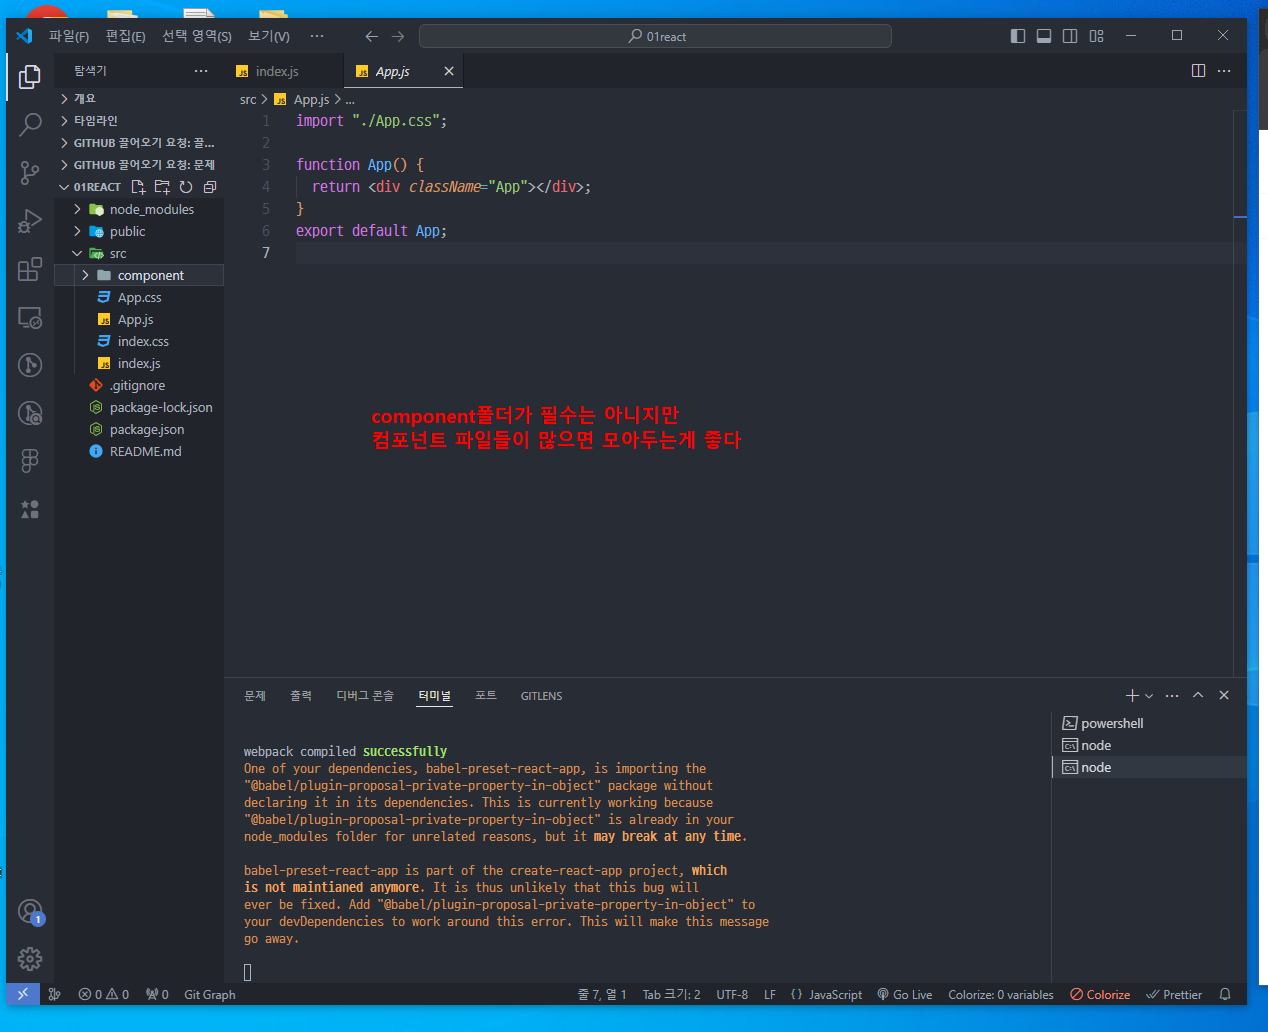 파일(F) 편집(E) 선택 영역(S) 보기(V) ··· 01react
탐색기 ···
index.js App.js
개요
타임라인
GITHUB 끌어오기 요청: 끌...
GITHUB 끌어오기 요청: 문제
01REACT
node_modules
public
src
component
App.css
App.js
index.css
index.js
.gitignore
package-lock.json
package.json
README.md
src > App.js > ...
1 import "./App.css";
2
3 function App() {
4 return <div className="App"></div>;
5 }
6 export default App;
7
component폴더가 필수는 아니지만
컴포넌트 파일들이 많으면 모아두는게 좋다
문제 출력 디버그 콘솔 터미널 포트 GITLENS
webpack compiled successfully
One of your dependencies, babel-preset-react-app, is importing the
"@babel/plugin-proposal-private-property-in-object" package without
declaring it in its dependencies. This is currently working because
"@babel/plugin-proposal-private-property-in-object" is already in your
node_modules folder for unrelated reasons, but it may break at any time.
babel-preset-react-app is part of the create-react-app project, which
is not maintianed anymore. It is thus unlikely that this bug will
ever be fixed. Add "@babel/plugin-proposal-private-property-in-object" to
your devDependencies to work around this error. This will make this message
go away.
powershell
node
node
1
0 0 0 Git Graph 줄 7, 열 1 Tab 크기: 2 UTF-8 LF {} JavaScript Go Live Colorize: 0 variables Colorize Prettier